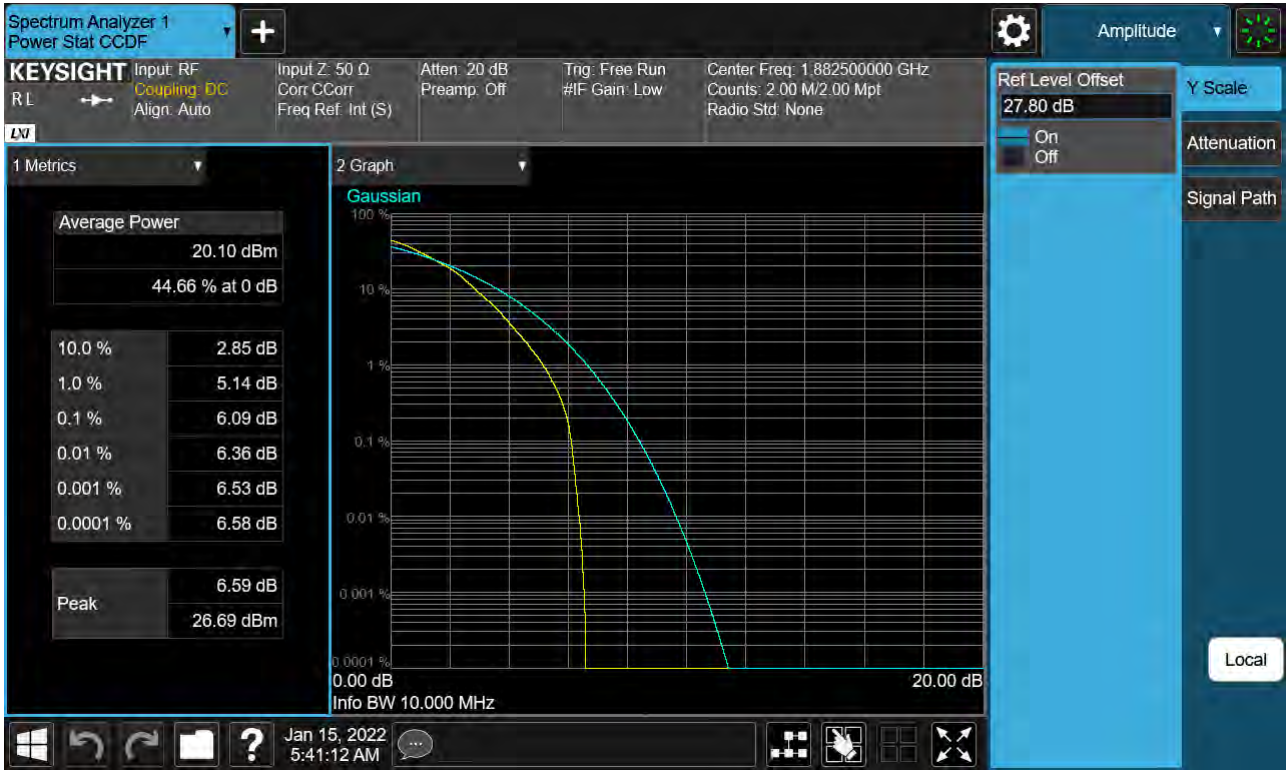 Spectrum Analyzer 1
Power Stat CCDF
Amplitude
KEYSIGHT
RL
LXI
Input: RF
Coupling: DC
Align: Auto
Input Z: 50 Ω
Corr CCorr
Freq Ref: Int (S)
Atten: 20 dB
Preamp: Off
Trig: Free Run
#IF Gain: Low
Center Freq: 1.882500000 GHz
Counts: 2.00 M/2.00 Mpt
Radio Std: None
Ref Level Offset
27.80 dB
On
Off
Y Scale
Attenuation
Signal Path
Local
1 Metrics
Average Power
20.10 dBm
44.66 % at 0 dB
10.0 % 2.85 dB
1.0 % 5.14 dB
0.1 % 6.09 dB
0.01 % 6.36 dB
0.001 % 6.53 dB
0.0001 % 6.58 dB
Peak
6.59 dB
26.69 dBm
2 Graph
Gaussian
100 %
10 %
1 %
0.1 %
0.01 %
0.001 %
0.0001 %
0.00 dB 20.00 dB
Info BW 10.000 MHz
?
Jan 15, 2022
5:41:12 AM